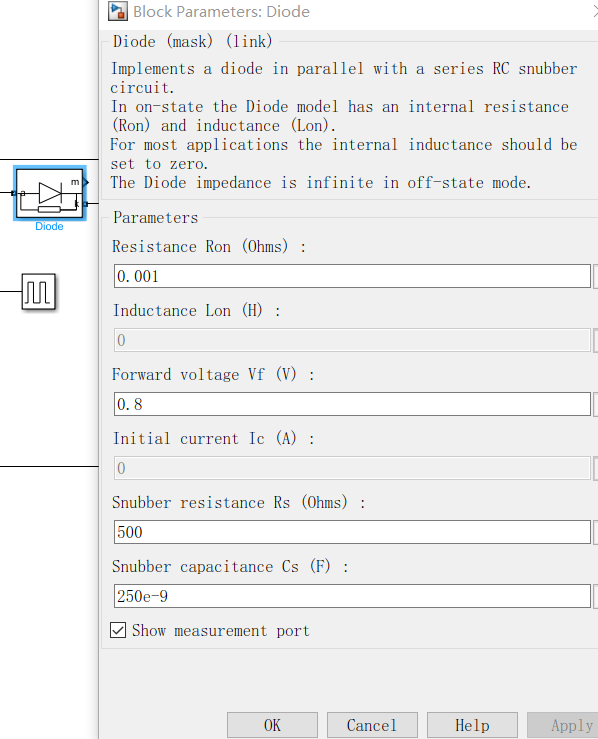 Block Parameters: Diode
Diode (mask) (link)
Implements a diode in parallel with a series RC snubber
circuit.
In on-state the Diode model has an internal resistance
(Ron) and inductance (Lon).
For most applications the internal inductance should be
set to zero.
The Diode impedance is infinite in off-state mode.
m
a
k
Diode
Parameters
Resistance Ron (Ohms) :
0.001
Inductance Lon (H) :
0
Forward voltage Vf (V) :
0.8
Initial current Ic (A) :
0
Snubber resistance Rs (Ohms) :
500
Snubber capacitance Cs (F) :
250e-9
Show measurement port
OK
Cancel
Help
Apply